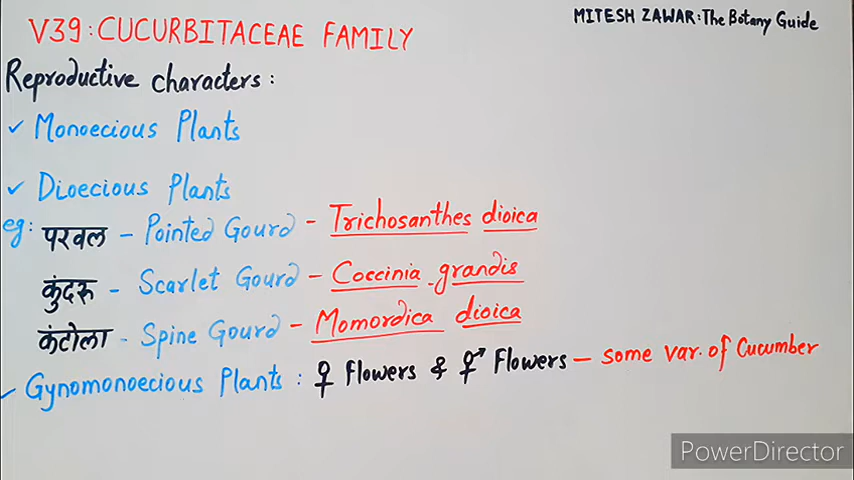 V39: CUCURBITACEAE FAMILY
MITESH ZAWAR: The Botany Guide
Reproductive characters:
✓ Monoecious Plants
✓ Dioecious Plants
eg: परवल – Pointed Gourd – Trichosanthes dioica
कुंदरू – Scarlet Gourd – Coccinia grandis
कंटोला – Spine Gourd – Momordica dioica
✓ Gynomonoecious Plants: ♀ Flowers & ⚥ Flowers – some var. of Cucumber
PowerDirector